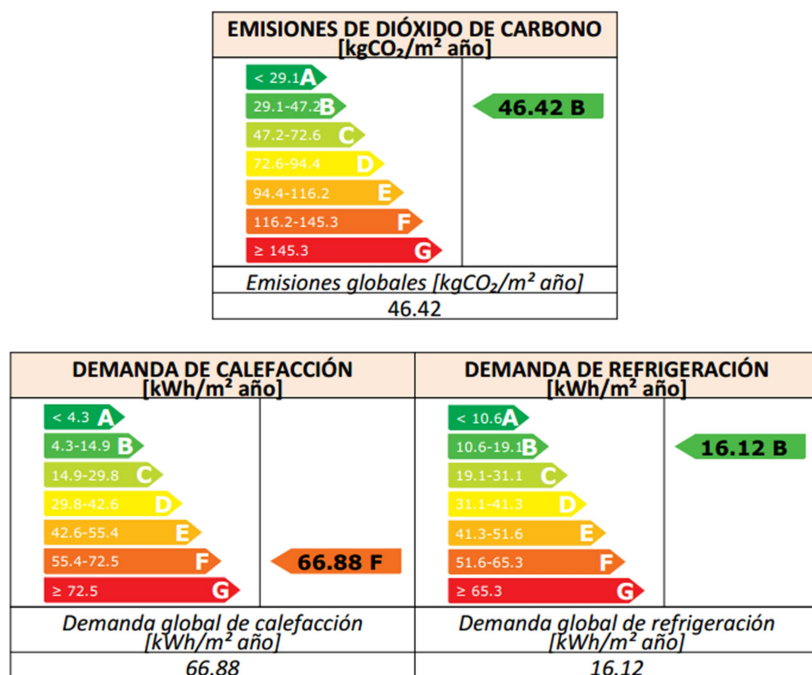 EMISIONES DE DIÓXIDO DE CARBONO
[kgCO₂/m² año]
< 29.1 A
29.1-47.2 B
46.42 B
47.2-72.6 C
72.6-94.4 D
94.4-116.2 E
116.2-145.3 F
≥ 145.3 G
Emisiones globales [kgCO₂/m² año]
46.42
DEMANDA DE CALEFACCIÓN
[kWh/m² año]
< 4.3 A
4.3-14.9 B
14.9-29.8 C
29.8-42.6 D
42.6-55.4 E
55.4-72.5 F
66.88 F
≥ 72.5 G
Demanda global de calefacción
[kWh/m² año]
66.88
DEMANDA DE REFRIGERACIÓN
[kWh/m² año]
< 10.6 A
10.6-19.1 B
16.12 B
19.1-31.1 C
31.1-41.3 D
41.3-51.6 E
51.6-65.3 F
≥ 65.3 G
Demanda global de refrigeración
[kWh/m² año]
16.12